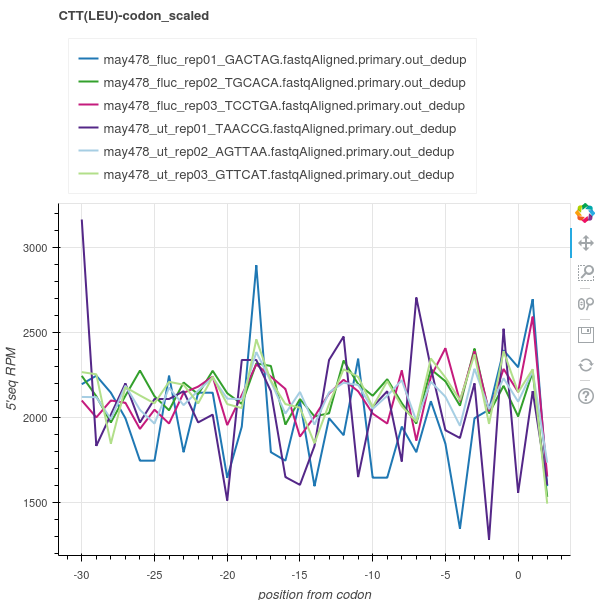 CTT(LEU)-codon_scaled
may478_fluc_rep01_GACTAG.fastqAligned.primary.out_dedup
may478_fluc_rep02_TGCACA.fastqAligned.primary.out_dedup
may478_fluc_rep03_TCCTGA.fastqAligned.primary.out_dedup
may478_ut_rep01_TAACCG.fastqAligned.primary.out_dedup
may478_ut_rep02_AGTTAA.fastqAligned.primary.out_dedup
may478_ut_rep03_GTTCAT.fastqAligned.primary.out_dedup
5'seq RPM
3000
2500
2000
1500
-30 -25 -20 -15 -10 -5 0
position from codon